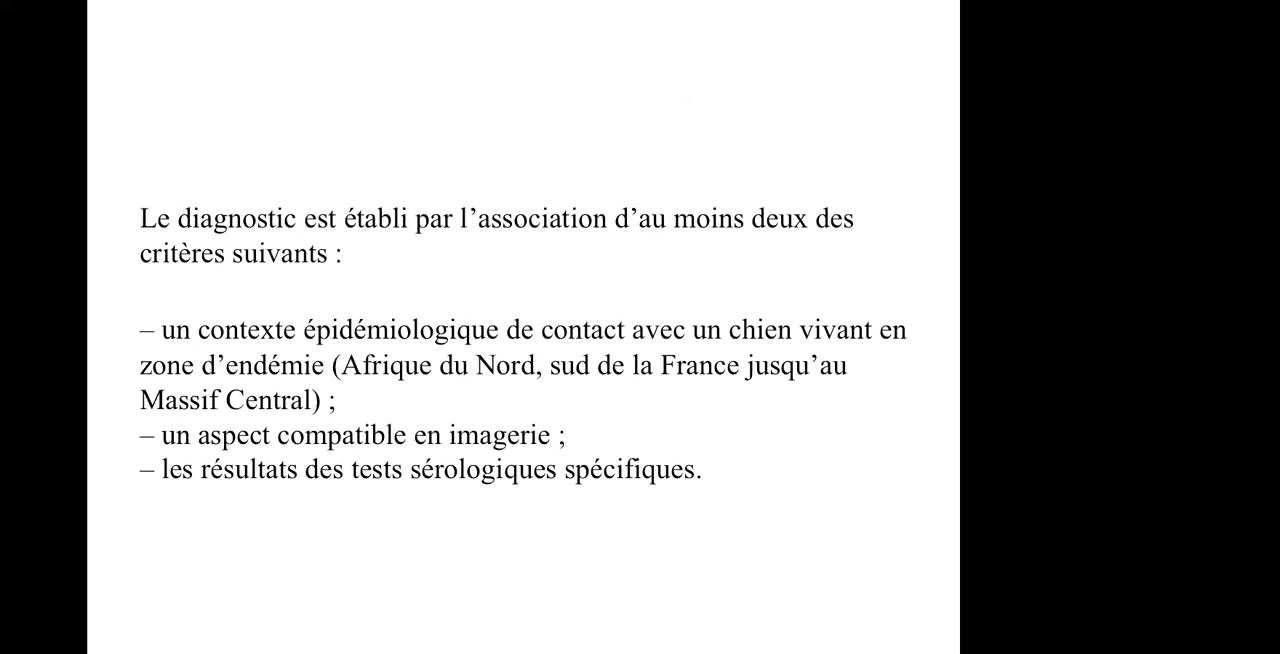 Le diagnostic est établi par l’association d’au moins deux des
critères suivants :
– un contexte épidémiologique de contact avec un chien vivant en
zone d’endémie (Afrique du Nord, sud de la France jusqu’au
Massif Central) ;
– un aspect compatible en imagerie ;
– les résultats des tests sérologiques spécifiques.